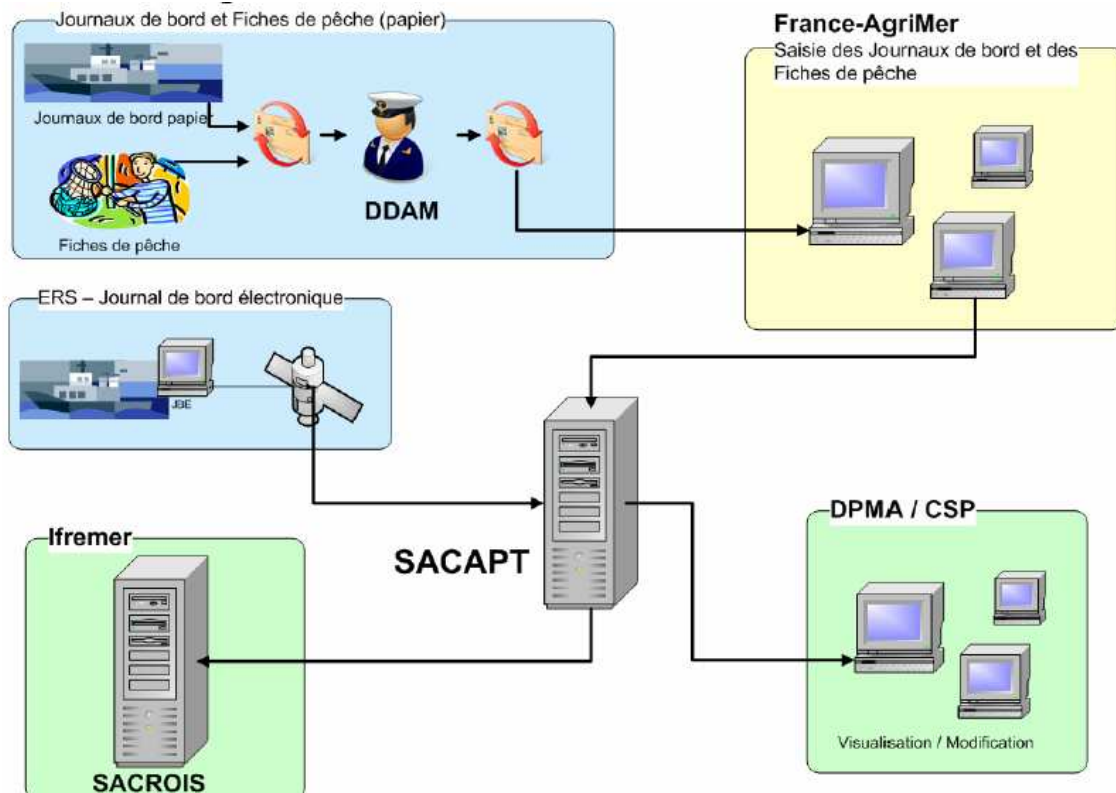 Journaux de bord et Fiches de pêche (papier)
Journaux de bord papier
Fiches de pêche
DDAM
France-AgriMer
Saisie des Journaux de bord et des
Fiches de pêche
ERS – Journal de bord électronique
JBE
SACAPT
Ifremer
SACROIS
DPMA / CSP
Visualisation / Modification